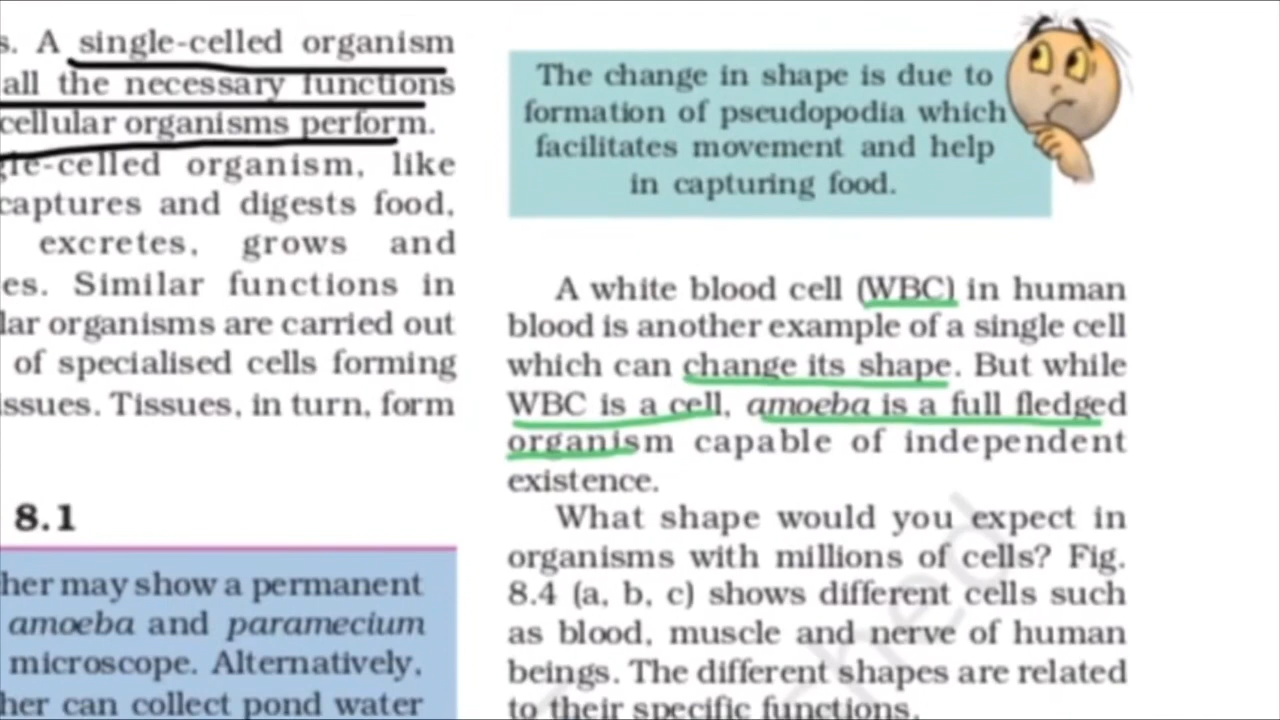 s. A single-celled organism
all the necessary functions
cellular organisms perform.
gle-celled organism, like
captures and digests food,
excretes, grows and
es. Similar functions in
lar organisms are carried out
of specialised cells forming
issues. Tissues, in turn, form
8.1
her may show a permanent
amoeba and paramecium
microscope. Alternatively,
her can collect pond water
The change in shape is due to
formation of pseudopodia which
facilitates movement and help
in capturing food.
A white blood cell (WBC) in human
blood is another example of a single cell
which can change its shape. But while
WBC is a cell, amoeba is a full fledged
organism capable of independent
existence.
What shape would you expect in
organisms with millions of cells? Fig.
8.4 (a, b, c) shows different cells such
as blood, muscle and nerve of human
beings. The different shapes are related
to their specific functions.